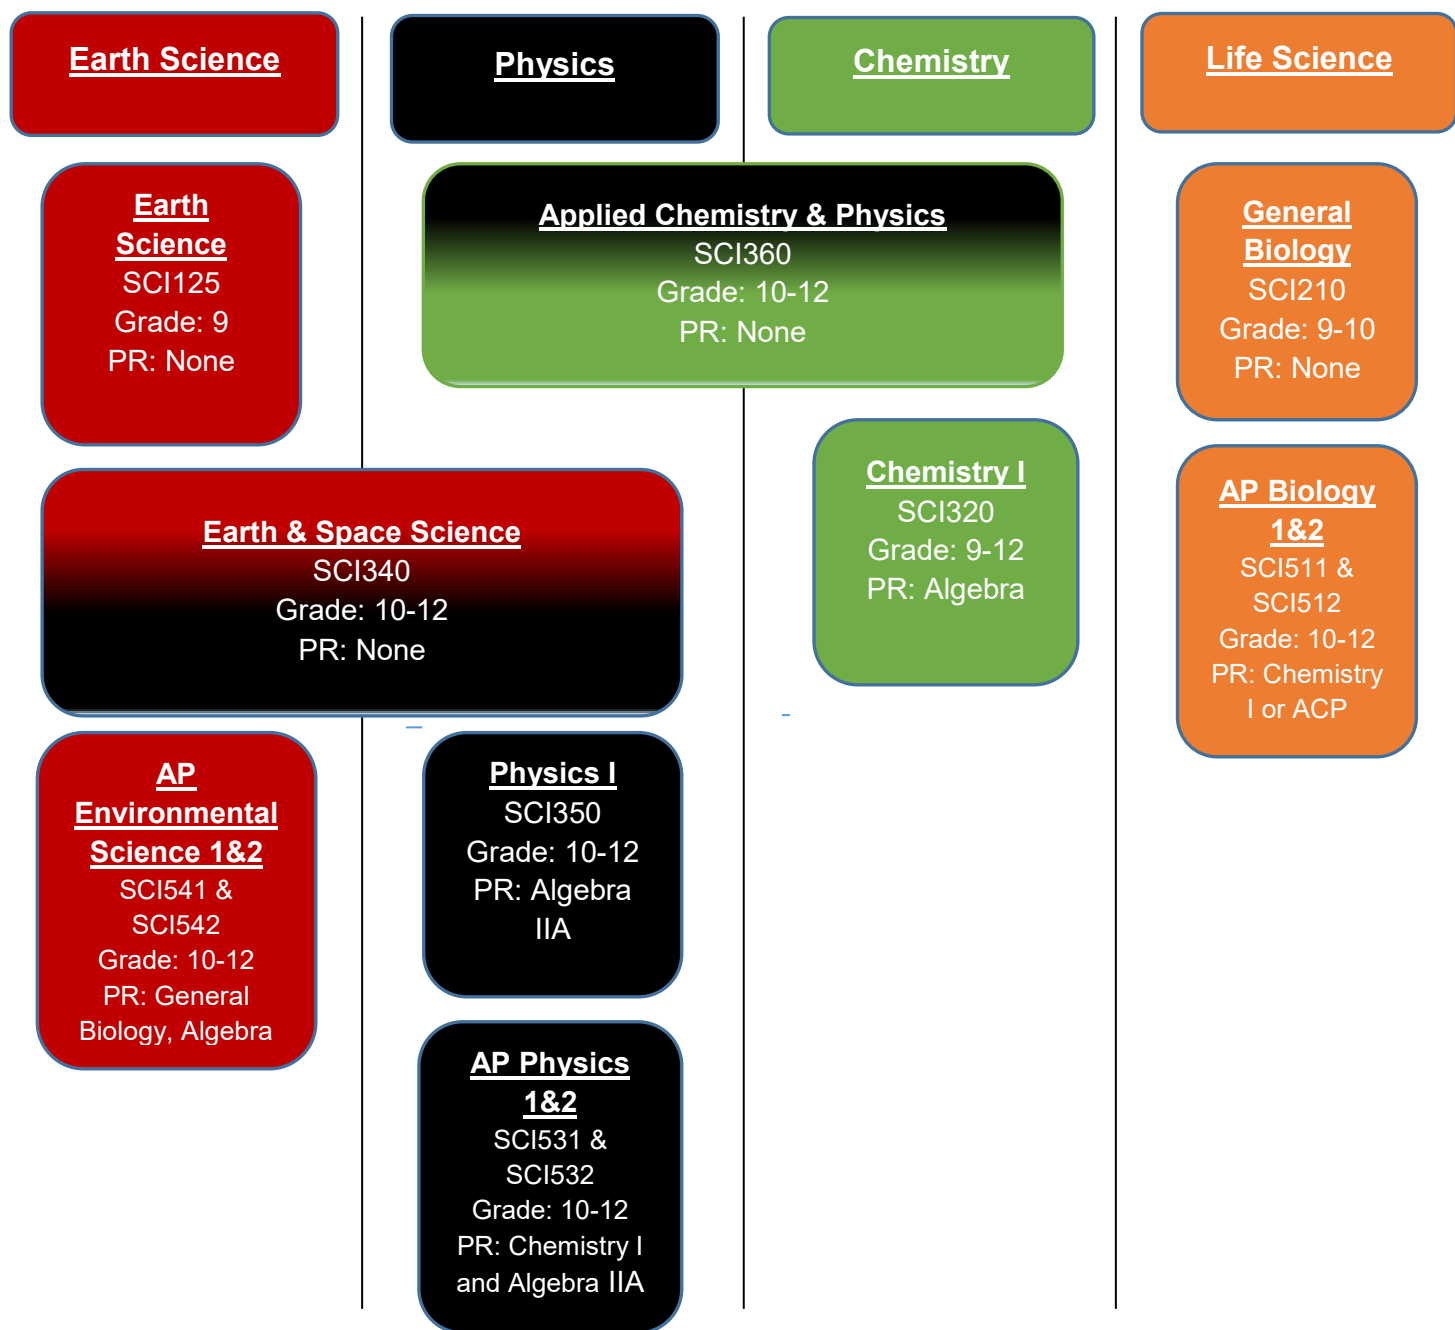 Earth Science
Physics
Chemistry
Life Science
Earth
Science
SCI125
Grade: 9
PR: None
Applied Chemistry & Physics
SCI360
Grade: 10-12
PR: None
General
Biology
SCI210
Grade: 9-10
PR: None
Earth & Space Science
SCI340
Grade: 10-12
PR: None
Chemistry I
SCI320
Grade: 9-12
PR: Algebra
AP Biology
1&2
SCI511 &
SCI512
Grade: 10-12
PR: Chemistry
I or ACP
AP
Environmental
Science 1&2
SCI541 &
SCI542
Grade: 10-12
PR: General
Biology, Algebra
Physics I
SCI350
Grade: 10-12
PR: Algebra
IIA
AP Physics
1&2
SCI531 &
SCI532
Grade: 10-12
PR: Chemistry I
and Algebra IIA